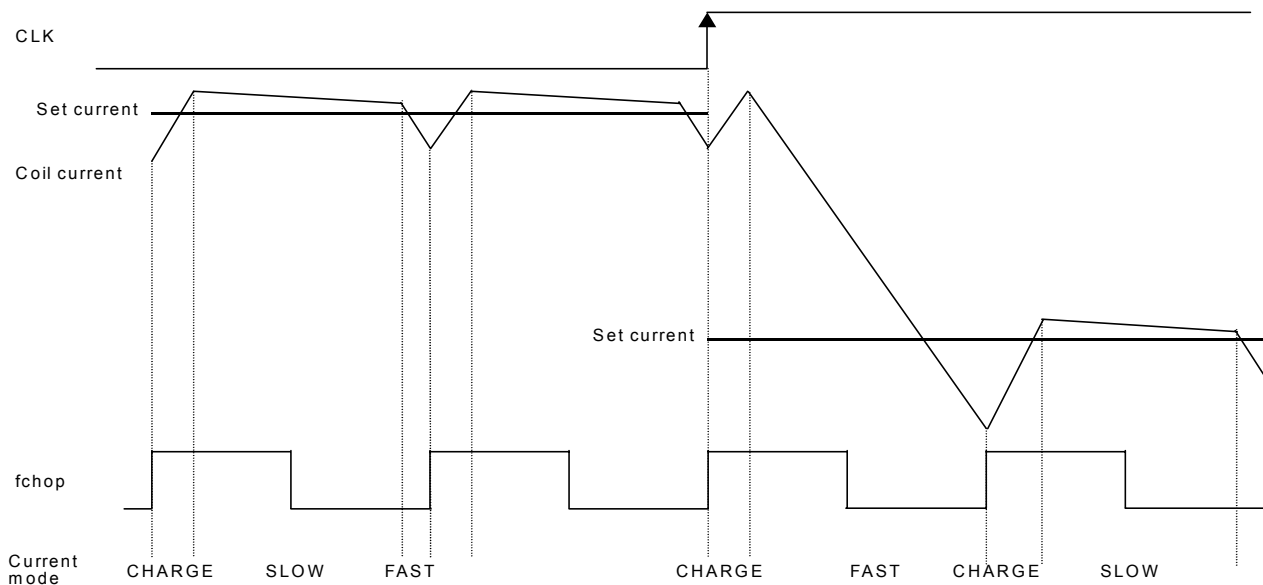 CLK
Set current
Coil current
Set current
fchop
Current
mode
CHARGE SLOW FAST CHARGE FAST CHARGE SLOW